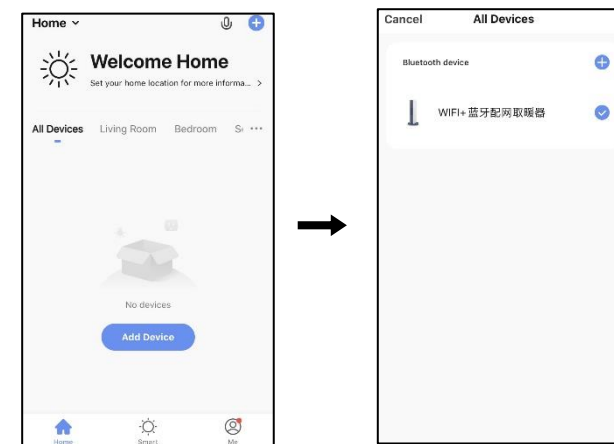 Home
Welcome Home
Set your home location for more informa... >
All Devices Living Room Bedroom S ...
No devices
Add Device
Home Smart Me
Cancel All Devices
Bluetooth device
WIFI+蓝牙配网取暖器